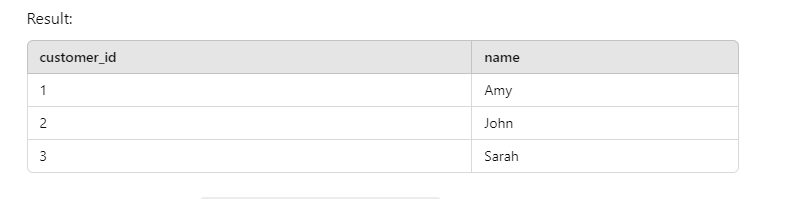 Result:
customer_id name
1 Amy
2 John
3 Sarah